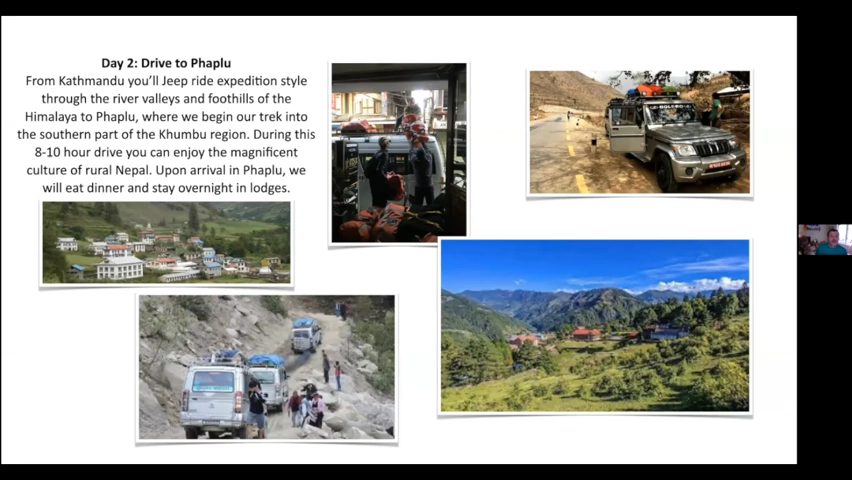 Day 2: Drive to Phaplu
From Kathmandu you’ll Jeep ride expedition style
through the river valleys and foothills of the
Himalaya to Phaplu, where we begin our trek into
the southern part of the Khumbu region. During this
8-10 hour drive you can enjoy the magnificent
culture of rural Nepal. Upon arrival in Phaplu, we
will eat dinner and stay overnight in lodges.
BOLERO